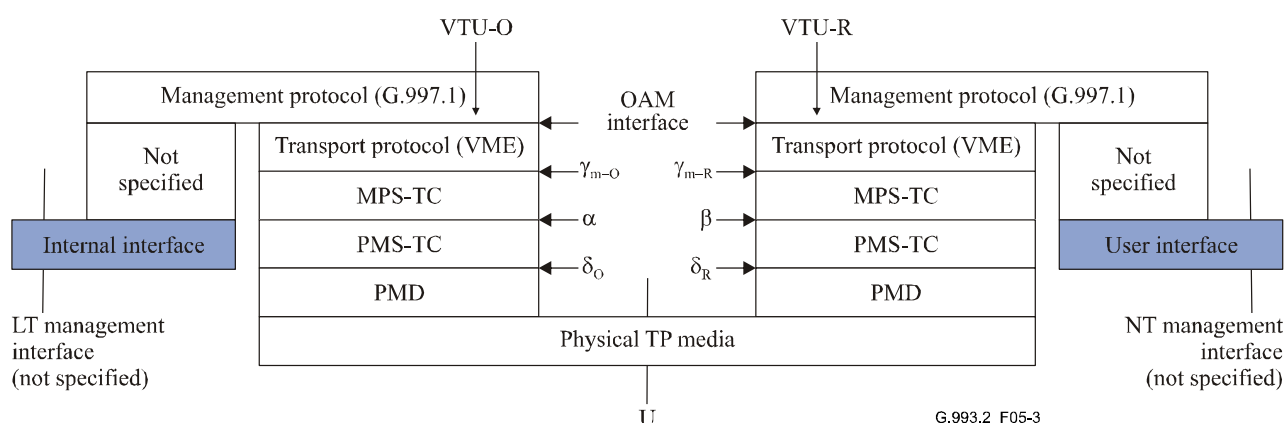 VTU-O
VTU-R
Management protocol (G.997.1)
OAM
interface
Management protocol (G.997.1)
Not
specified
Transport protocol (VME)
Transport protocol (VME)
Not
specified
γm–O
γm–R
MPS-TC
MPS-TC
α
β
Internal interface
PMS-TC
PMS-TC
User interface
δO
δR
PMD
PMD
LT management
interface
(not specified)
Physical TP media
NT management
interface
(not specified)
U
G.993.2_F05-3